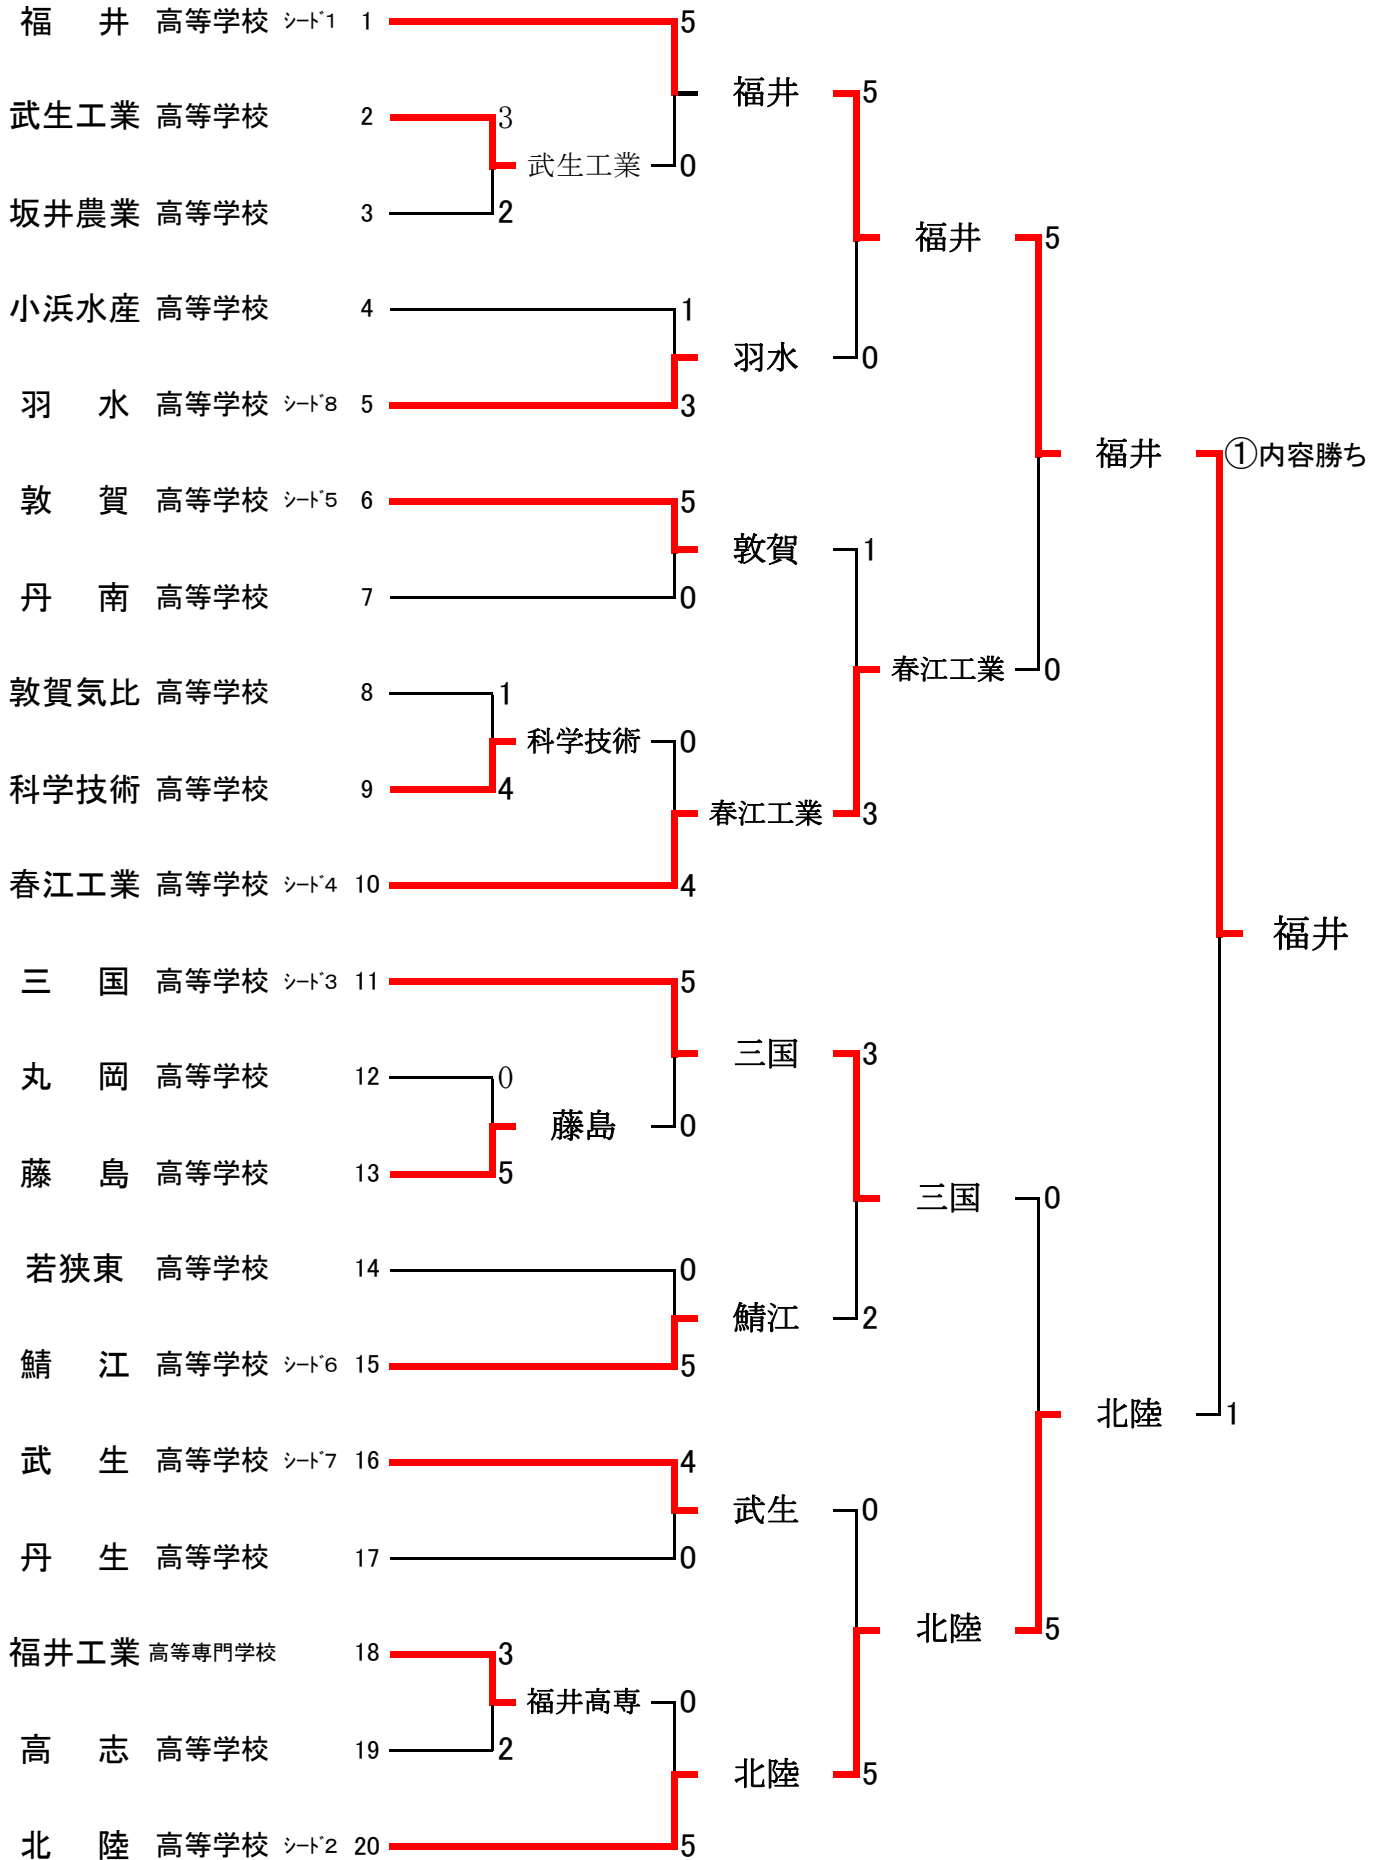 福 井 高等学校 ｼｰﾄﾞ1 1 5
福井 5
武生工業 高等学校 2 3
武生工業 0
坂井農業 高等学校 3 2
福井 5
小浜水産 高等学校 4 1
羽水 0
羽 水 高等学校 ｼｰﾄﾞ8 5 3
福井 ①内容勝ち
敦 賀 高等学校 ｼｰﾄﾞ5 6 5
敦賀 1
丹 南 高等学校 7 0
春江工業 0
敦賀気比 高等学校 8 1
科学技術 0
科学技術 高等学校 9 4
春江工業 3
春江工業 高等学校 ｼｰﾄﾞ4 10 4
福井
三 国 高等学校 ｼｰﾄﾞ3 11 5
三国 3
丸 岡 高等学校 12 0
藤島 0
藤 島 高等学校 13 5
三国 0
若狭東 高等学校 14 0
鯖江 2
鯖 江 高等学校 ｼｰﾄﾞ6 15 5
北陸 1
武 生 高等学校 ｼｰﾄﾞ7 16 4
武生 0
丹 生 高等学校 17 0
北陸 5
福井工業 高等専門学校 18 3
福井高専 0
高 志 高等学校 19 2
北陸 5
北 陸 高等学校 ｼｰﾄﾞ2 20 5